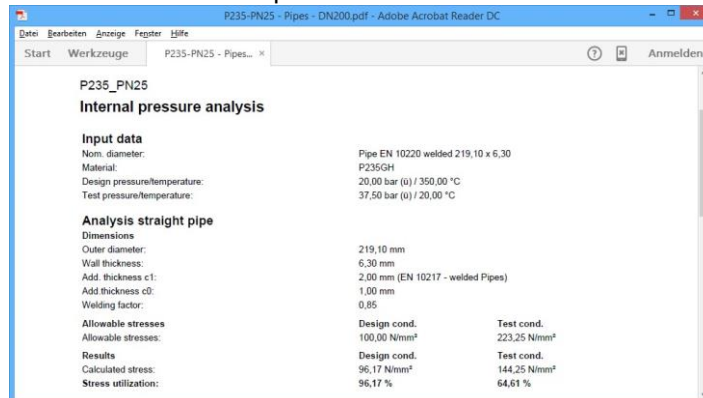 P235-PN25 - Pipes - DN200.pdf - Adobe Acrobat Reader DC
Datei Bearbeiten Anzeige Fenster Hilfe
Start Werkzeuge P235-PN25 - Pipes... × Anmelden
P235_PN25
Internal pressure analysis
Input data
Nom. diameter: Pipe EN 10220 welded 219,10 x 6,30
Material: P235GH
Design pressure/temperature: 20,00 bar (ü) / 350,00 °C
Test pressure/temperature: 37,50 bar (ü) / 20,00 °C
Analysis straight pipe
Dimensions
Outer diameter: 219,10 mm
Wall thickness: 6,30 mm
Add. thickness c1: 2,00 mm (EN 10217 - welded Pipes)
Add.thickness c0: 1,00 mm
Welding factor: 0,85
Allowable stresses Design cond. Test cond.
Allowable stresses: 100,00 N/mm² 223,25 N/mm²
Results Design cond. Test cond.
Calculated stress: 96,17 N/mm² 144,25 N/mm²
Stress utilization: 96,17 % 64,61 %